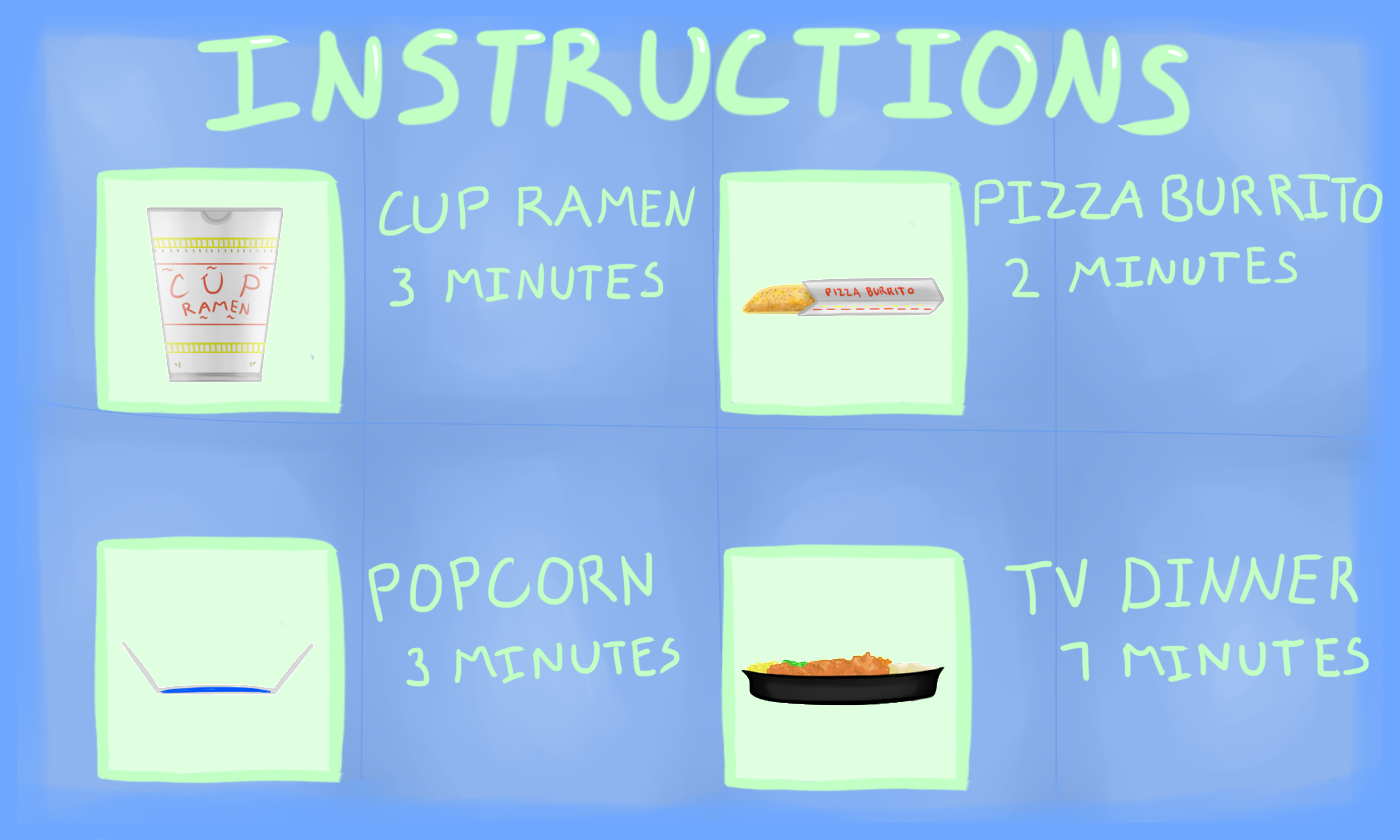 INSTRUCTIONS
CUP RAMEN
3 MINUTES
CUP
RAMEN
PIZZA BURRITO
2 MINUTES
PIZZA BURRITO
POPCORN
3 MINUTES
TV DINNER
7 MINUTES